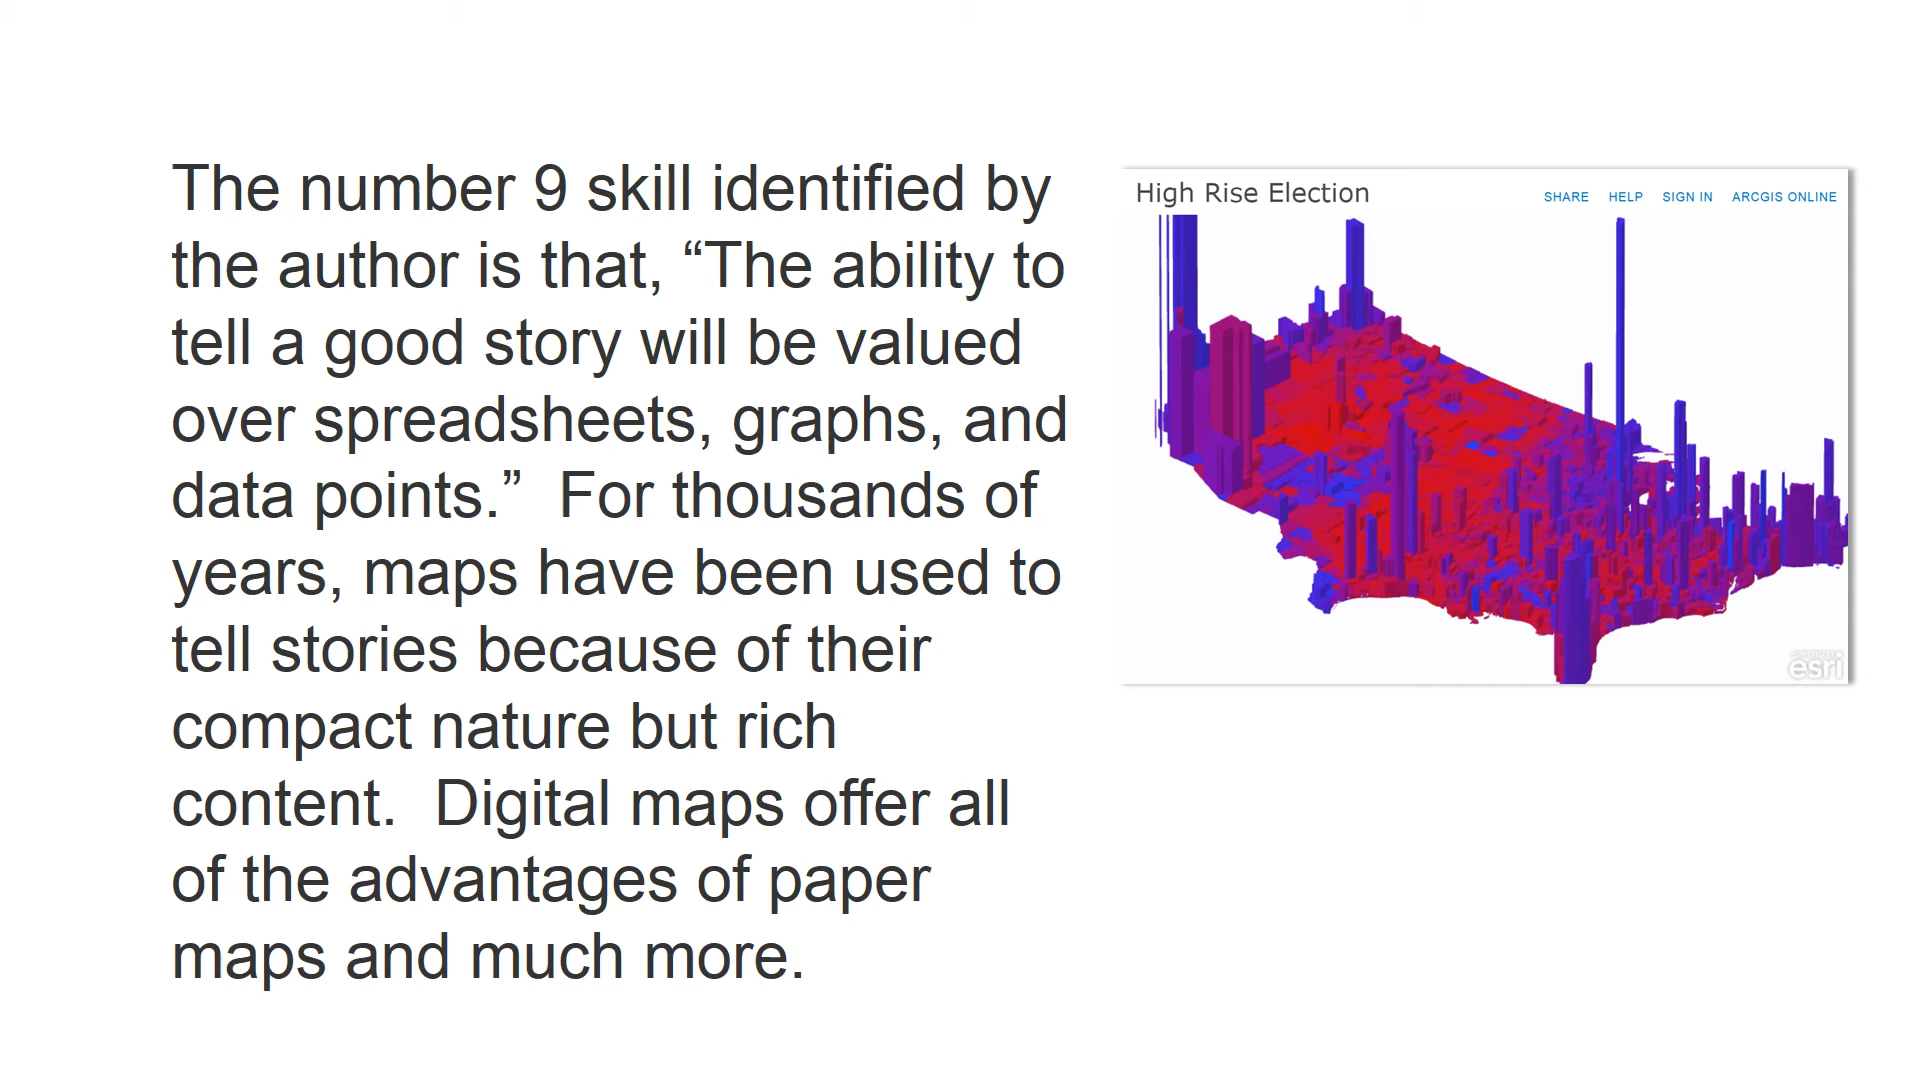 The number 9 skill identified by
the author is that, “The ability to
tell a good story will be valued
over spreadsheets, graphs, and
data points.”  For thousands of
years, maps have been used to
tell stories because of their
compact nature but rich
content.  Digital maps offer all
of the advantages of paper
maps and much more.
High Rise Election
SHARE HELP SIGN IN ARCGIS ONLINE
esri